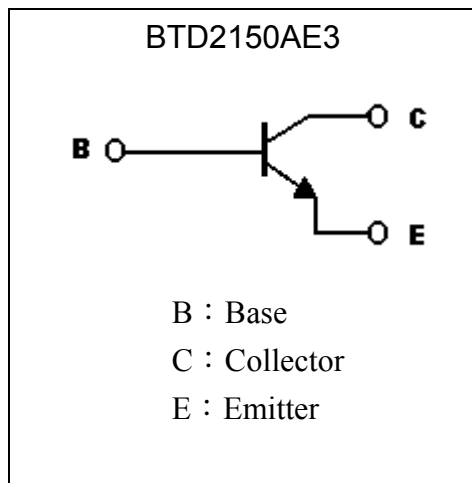 BTD2150AE3
C
B
E
B：Base
C：Collector
E：Emitter